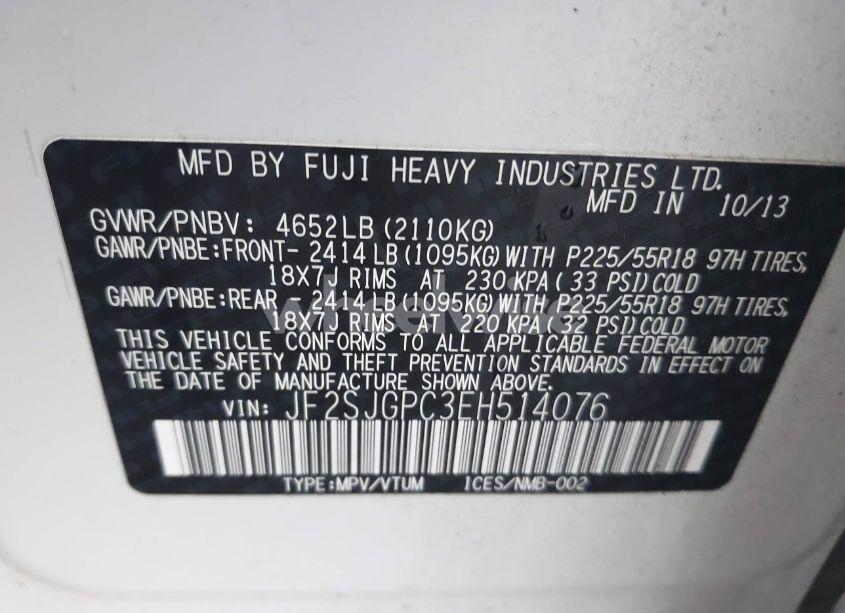 MFD BY FUJI HEAVY INDUSTRIES LTD.
MFD IN 10/13
GVWR/PNBV: 4652LB (2110KG)
GAWR/PNBE:FRONT- 2414 LB (1095KG) WITH P225/55R18 97H TIRES,
18X7J RIMS AT 230 KPA ( 33 PSI) COLD
GAWR/PNBE:REAR - 2414 LB (1095KG) WITH P225/55R18 97H TIRES,
18X7J RIMS AT 220 KPA ( 32 PSI) COLD
THIS VEHICLE CONFORMS TO ALL APPLICABLE FEDERAL MOTOR
VEHICLE SAFETY AND THEFT PREVENTION STANDARDS IN EFFECT ON
THE DATE OF MANUFACTURE SHOWN ABOVE.
VIN: JF2SJGPC3EH514076
TYPE:MPV/VTUM ICES/NMB-002